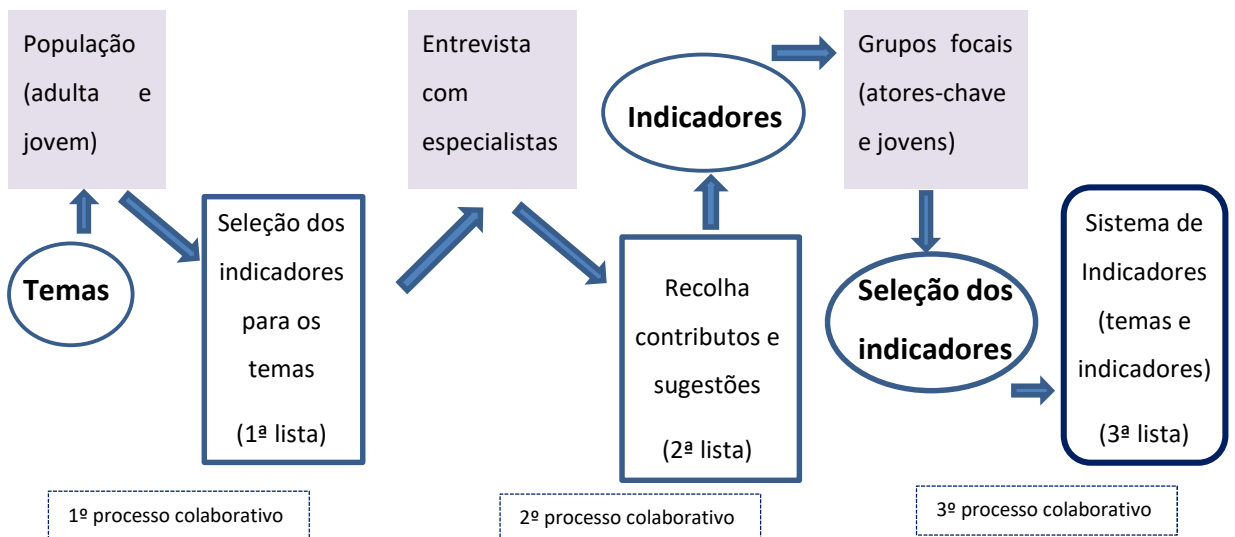 População
(adulta e
jovem)
Temas
Seleção dos
indicadores
para os
temas
(1ª lista)
1º processo colaborativo
Entrevista
com
especialistas
Recolha
contributos e
sugestões
(2ª lista)
Indicadores
2º processo colaborativo
Grupos focais
(atores-chave
e jovens)
Seleção dos
indicadores
Sistema de
Indicadores
(temas e
indicadores)
(3ª lista)
3º processo colaborativo